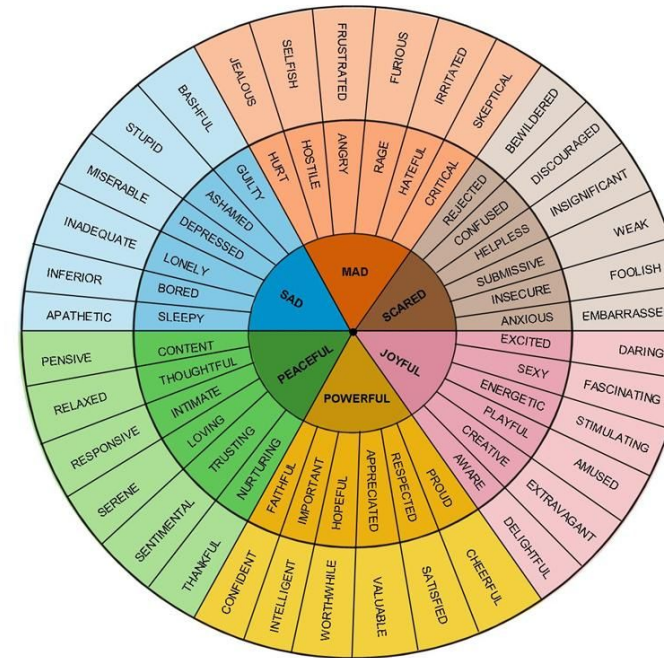 MAD
HURT
HOSTILE
ANGRY
RAGE
HATEFUL
CRITICAL
JEALOUS
SELFISH
FRUSTRATED
FURIOUS
IRRITATED
SKEPTICAL
SCARED
REJECTED
CONFUSED
HELPLESS
SUBMISSIVE
INSECURE
ANXIOUS
BEWILDERED
DISCOURAGED
INSIGNIFICANT
WEAK
FOOLISH
EMBARRASSE
JOYFUL
EXCITED
SEXY
ENERGETIC
PLAYFUL
CREATIVE
AWARE
DARING
FASCINATING
STIMULATING
AMUSED
EXTRAVAGANT
DELIGHTFUL
POWERFUL
PROUD
RESPECTED
APPRECIATED
HOPEFUL
IMPORTANT
FAITHFUL
CHEERFUL
SATISFIED
VALUABLE
WORTHWHILE
INTELLIGENT
CONFIDENT
PEACEFUL
NURTURING
TRUSTING
LOVING
INTIMATE
THOUGHTFUL
CONTENT
THANKFUL
SENTIMENTAL
SERENE
RESPONSIVE
RELAXED
PENSIVE
SAD
SLEEPY
BORED
LONELY
DEPRESSED
ASHAMED
GUILTY
APATHETIC
INFERIOR
INADEQUATE
MISERABLE
STUPID
BASHFUL